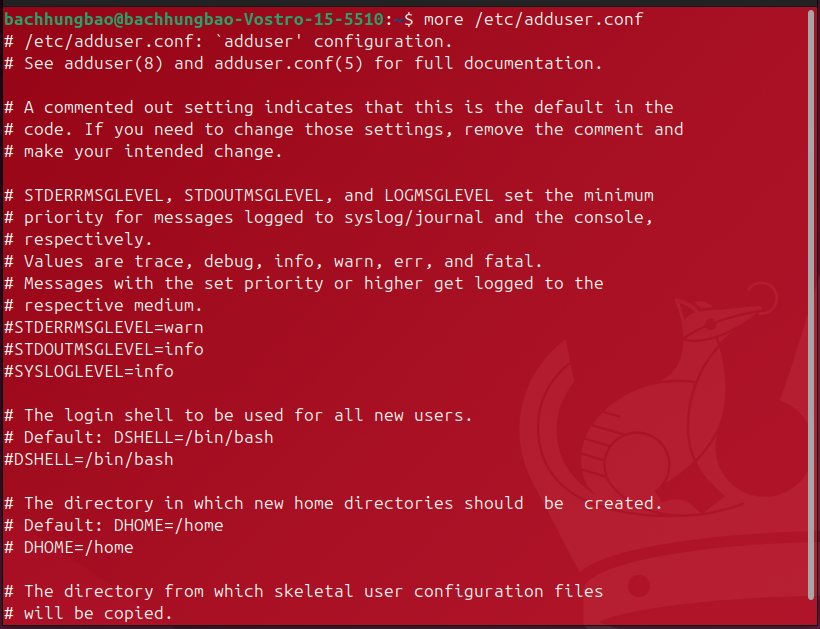 bachhungbao@bachhungbao-Vostro-15-5510:~$ more /etc/adduser.conf
# /etc/adduser.conf: `adduser' configuration.
# See adduser(8) and adduser.conf(5) for full documentation.
# A commented out setting indicates that this is the default in the
# code. If you need to change those settings, remove the comment and
# make your intended change.
# STDERRMSGLEVEL, STDOUTMSGLEVEL, and LOGMSGLEVEL set the minimum
# priority for messages logged to syslog/journal and the console,
# respectively.
# Values are trace, debug, info, warn, err, and fatal.
# Messages with the set priority or higher get logged to the
# respective medium.
#STDERRMSGLEVEL=warn
#STDOUTMSGLEVEL=info
#SYSLOGLEVEL=info
# The login shell to be used for all new users.
# Default: DSHELL=/bin/bash
#DSHELL=/bin/bash
# The directory in which new home directories should  be  created.
# Default: DHOME=/home
# DHOME=/home
# The directory from which skeletal user configuration files
# will be copied.